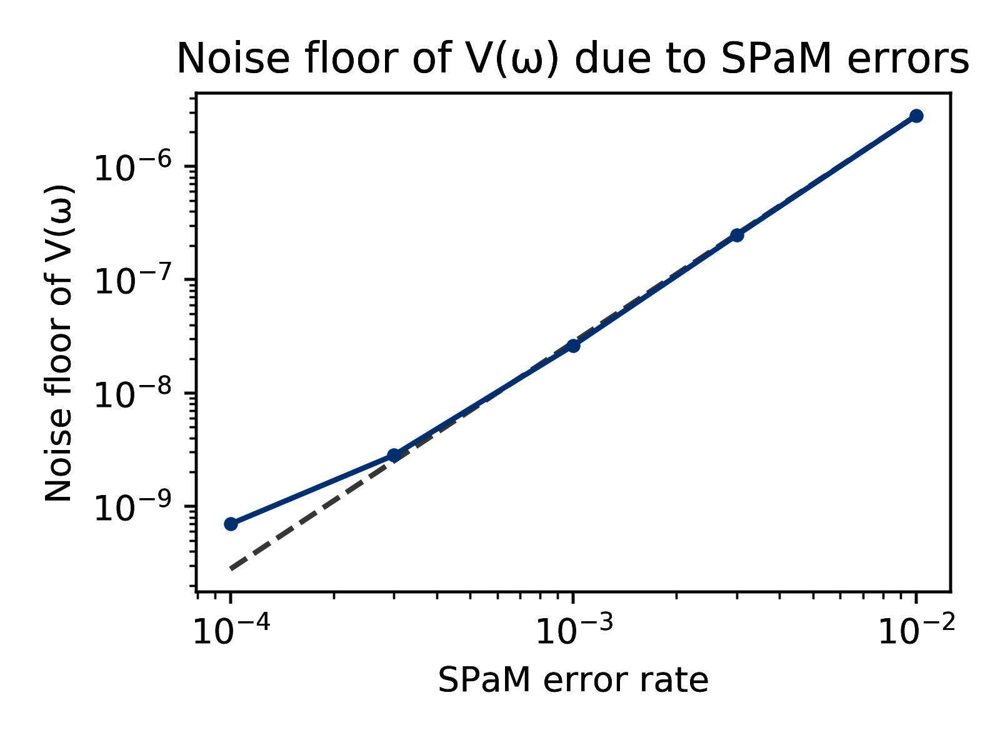 Noise floor of V(ω) due to SPaM errors
Noise floor of V(ω)
10⁻⁶
10⁻⁷
10⁻⁸
10⁻⁹
10⁻⁴ 10⁻³ 10⁻²
SPaM error rate